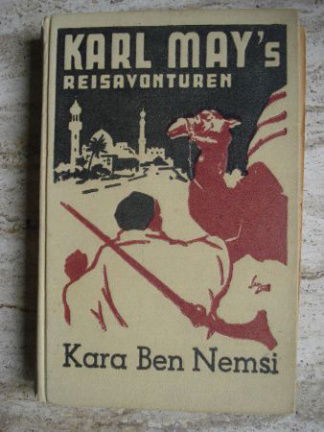 KARL MAY's
REISAVONTUREN
Kara Ben Nemsi